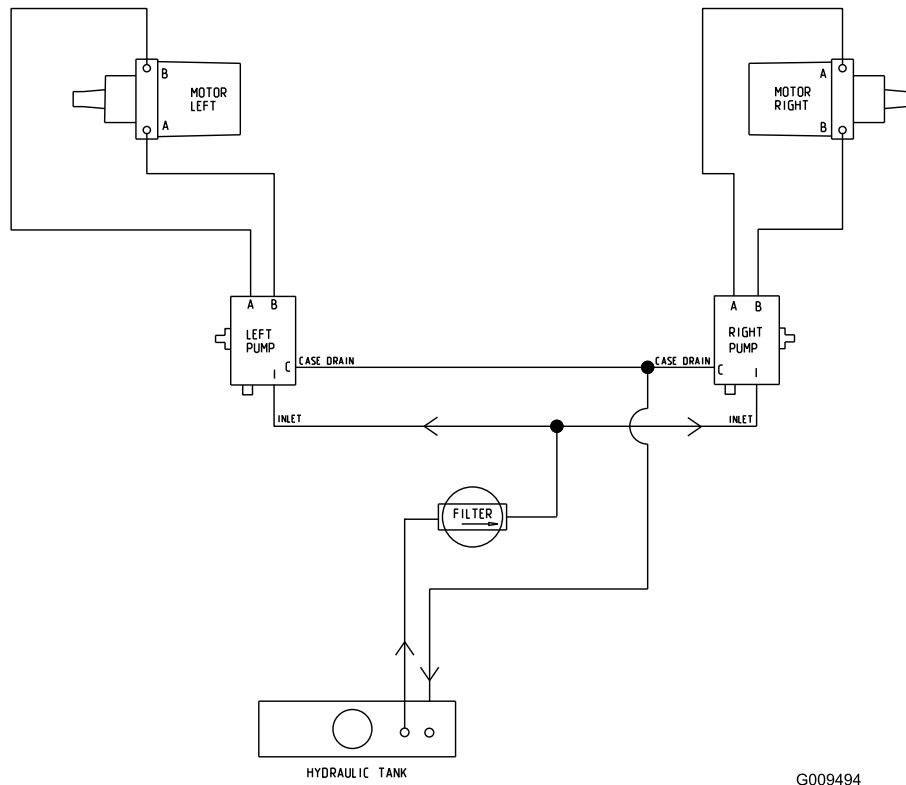 B
MOTOR
LEFT
A
A
MOTOR
RIGHT
B
A B
LEFT
PUMP
C
I
CASE DRAIN
INLET
A B
RIGHT
PUMP
C
I
CASE DRAIN
INLET
FILTER
HYDRAULIC TANK
G009494